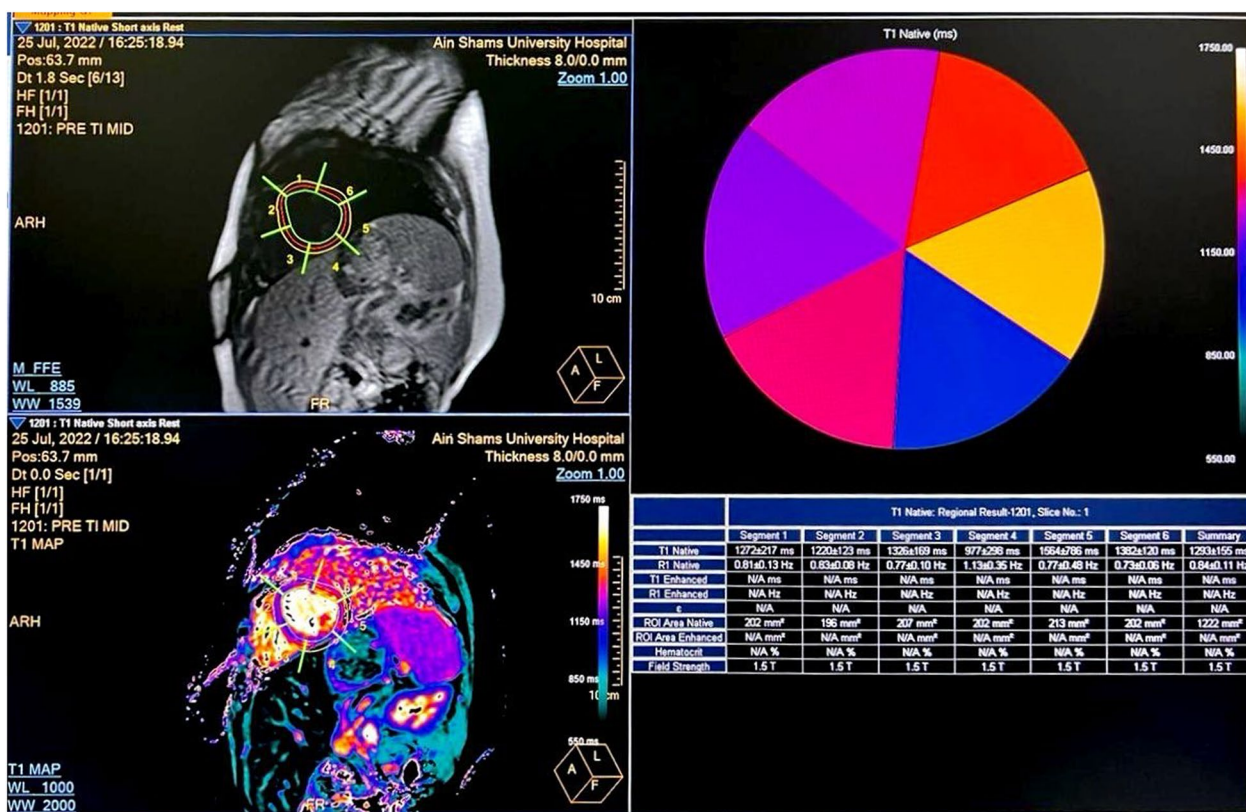 1201 : T1 Native Short axis Rest
25 Jul, 2022 / 16:25:18.94
Pos:63.7 mm
Dt 1.8 Sec [6/13]
HF [1/1]
FH [1/1]
1201: PRE TI MID
Ain Shams University Hospital
Thickness 8.0/0.0 mm
Zoom 1.00
ARH
1
2
3
4
5
6
10 cm
M_FFE
WL 885
WW 1539
FR
A
L
F
T1 Native (ms)
1750.00
1450.00
1150.00
850.00
550.00
1201 : T1 Native Short axis Rest
25 Jul, 2022 / 16:25:18.94
Pos:63.7 mm
Dt 0.0 Sec [1/1]
HF [1/1]
FH [1/1]
1201: PRE TI MID
T1 MAP
Ain Shams University Hospital
Thickness 8.0/0.0 mm
Zoom 1.00
1750 ms
1450 ms
1150 ms
850 ms
10 cm
550 ms
ARH
5
T1 MAP
WL 1000
WW 2000
FR
A
L
F
T1 Native: Regional Result-1201, Slice No.: 1
Segment 1 Segment 2 Segment 3 Segment 4 Segment 5 Segment 6 Summary
T1 Native 1272±217 ms 1220±123 ms 1326±169 ms 977±298 ms 1564±786 ms 1382±120 ms 1293±155 ms
R1 Native 0.81±0.13 Hz 0.83±0.08 Hz 0.77±0.10 Hz 1.13±0.35 Hz 0.77±0.48 Hz 0.73±0.06 Hz 0.84±0.11 Hz
T1 Enhanced N/A ms N/A ms N/A ms N/A ms N/A ms N/A ms N/A ms
R1 Enhanced N/A Hz N/A Hz N/A Hz N/A Hz N/A Hz N/A Hz N/A Hz
ε N/A N/A N/A N/A N/A N/A N/A
ROI Area Native 202 mm² 196 mm² 207 mm² 202 mm² 213 mm² 202 mm² 1222 mm²
ROI Area Enhanced N/A mm² N/A mm² N/A mm² N/A mm² N/A mm² N/A mm² N/A mm²
Hematocrit N/A % N/A % N/A % N/A % N/A % N/A % N/A %
Field Strength 1.5 T 1.5 T 1.5 T 1.5 T 1.5 T 1.5 T 1.5 T